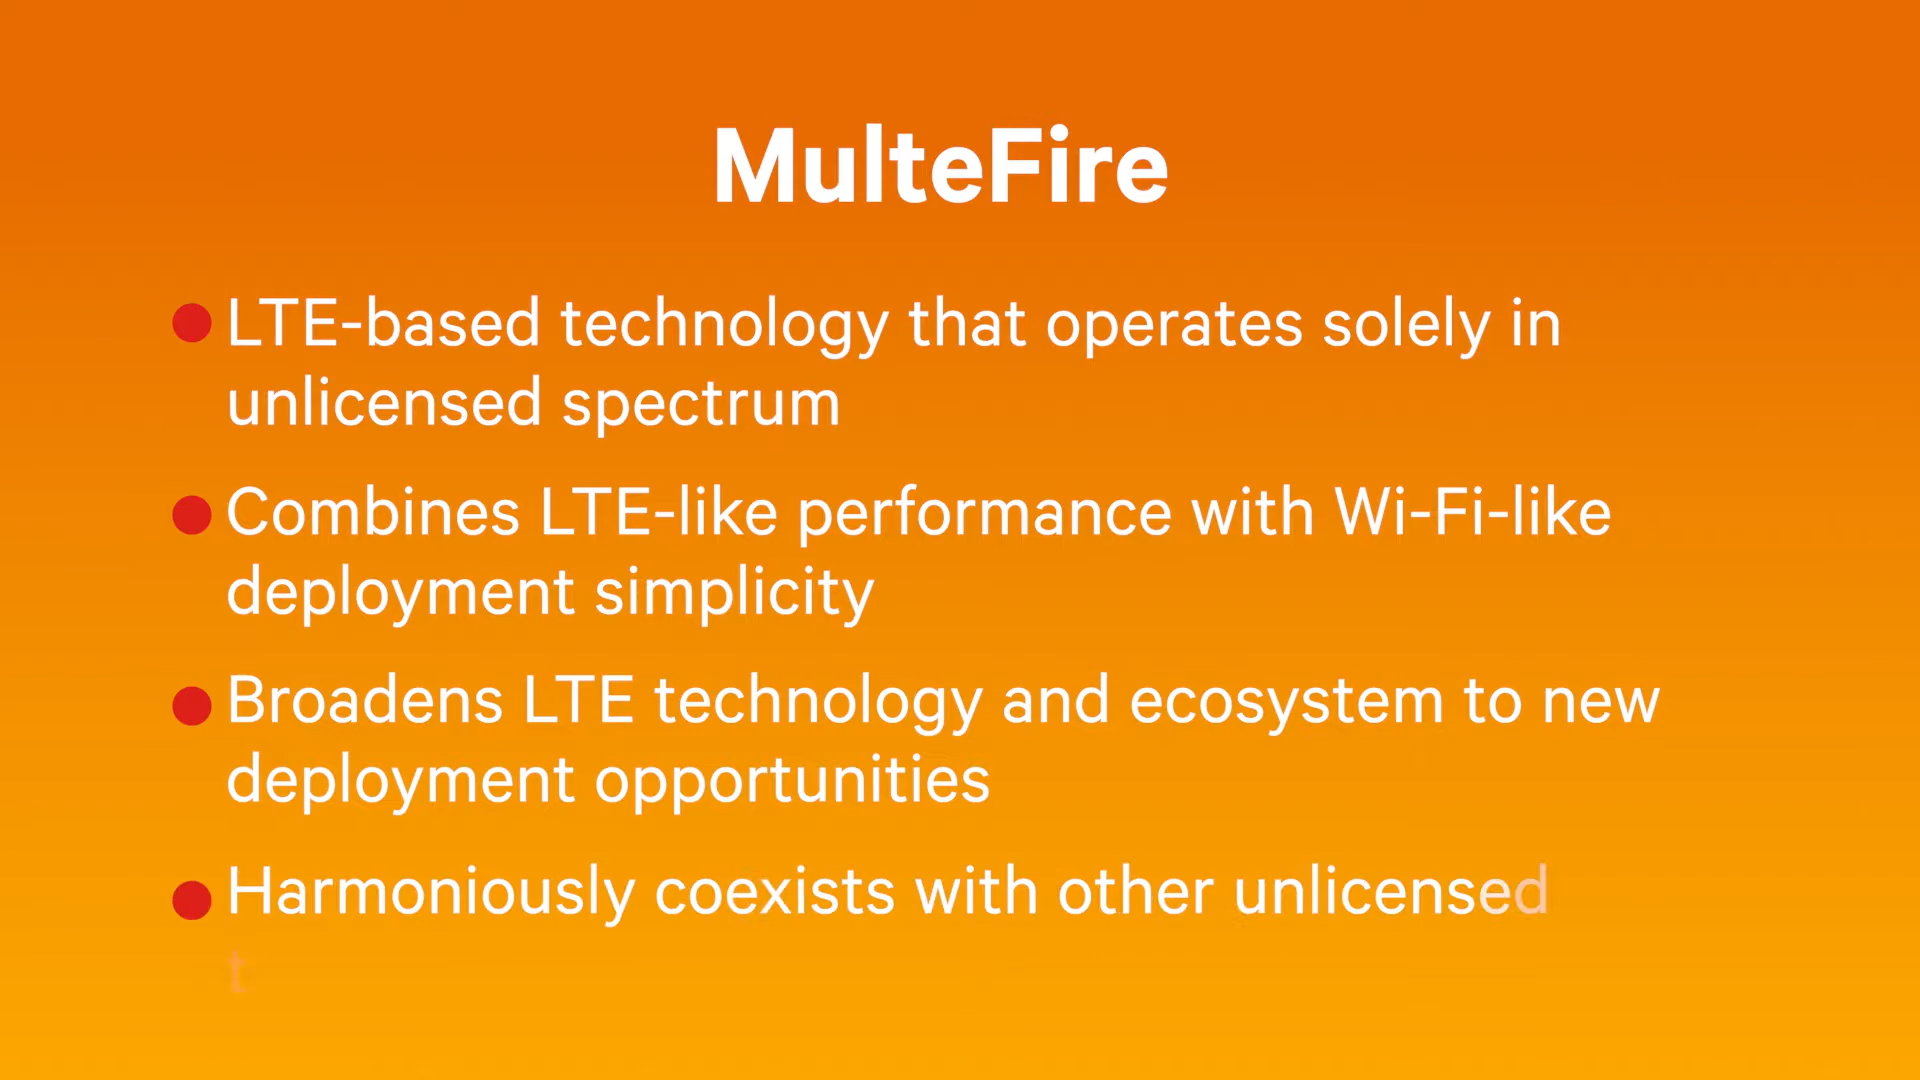 MulteFire
LTE-based technology that operates solely in
unlicensed spectrum
Combines LTE-like performance with Wi-Fi-like
deployment simplicity
Broadens LTE technology and ecosystem to new
deployment opportunities
Harmoniously coexists with other unlicensed
t